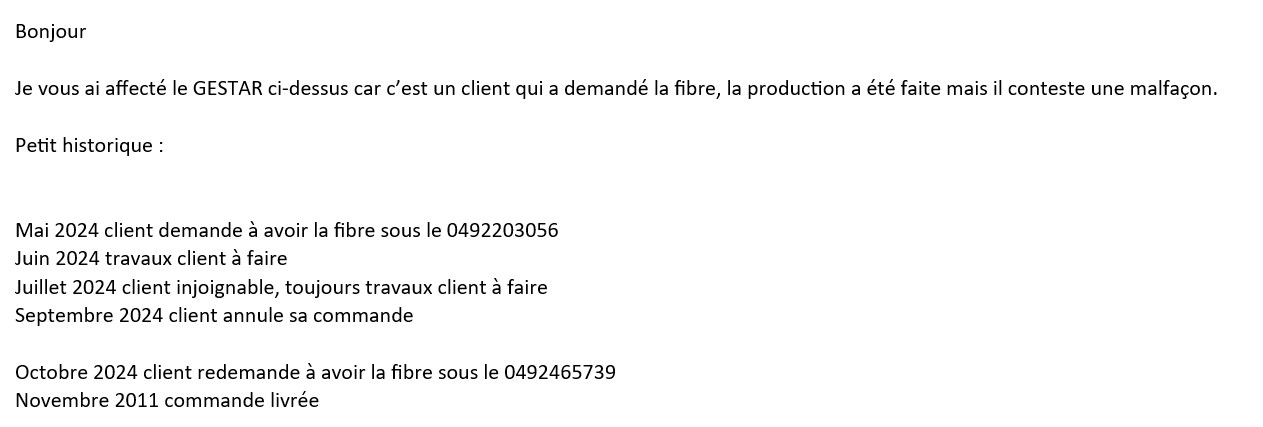 Bonjour
Je vous ai affecté le GESTAR ci-dessus car c’est un client qui a demandé la fibre, la production a été faite mais il conteste une malfaçon.
Petit historique :
Mai 2024 client demande à avoir la fibre sous le 0492203056
Juin 2024 travaux client à faire
Juillet 2024 client injoignable, toujours travaux client à faire
Septembre 2024 client annule sa commande
Octobre 2024 client redemande à avoir la fibre sous le 0492465739
Novembre 2011 commande livrée